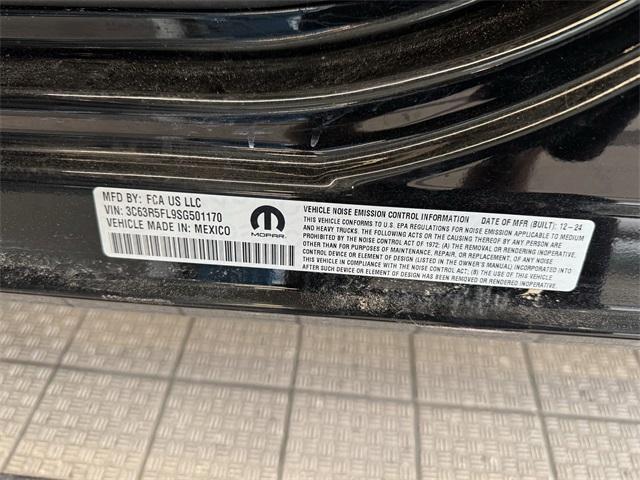 MFD BY: FCA US LLC
VIN: 3C63R5FL9SG501170
VEHICLE MADE IN: MEXICO
MOPAR
VEHICLE NOISE EMISSION CONTROL INFORMATION DATE OF MFR (BUILT): 12-24
THIS VEHICLE CONFORMS TO U.S. EPA REGULATIONS FOR NOISE EMISSION APPLICABLE TO MEDIUM
AND HEAVY TRUCKS. THE FOLLOWING ACTS OR THE CAUSING THEREOF BY ANY PERSON ARE
PROHIBITED BY THE NOISE CONTROL ACT OF 1972: (A) THE REMOVAL OR RENDERING INOPERATIVE,
OTHER THAN FOR PURPOSES OF MAINTENANCE, REPAIR, OR REPLACEMENT, OF ANY NOISE
CONTROL DEVICE OR ELEMENT OF DESIGN (LISTED IN THE OWNER'S MANUAL) INCORPORATED INTO
THIS VEHICLE IN COMPLIANCE WITH THE NOISE CONTROL ACT; (B) THE USE OF THIS VEHICLE
AFTER SUCH DEVICE OR ELEMENT OF DESIGN HAS BEEN REMOVED OR RENDERED INOPERATIVE.